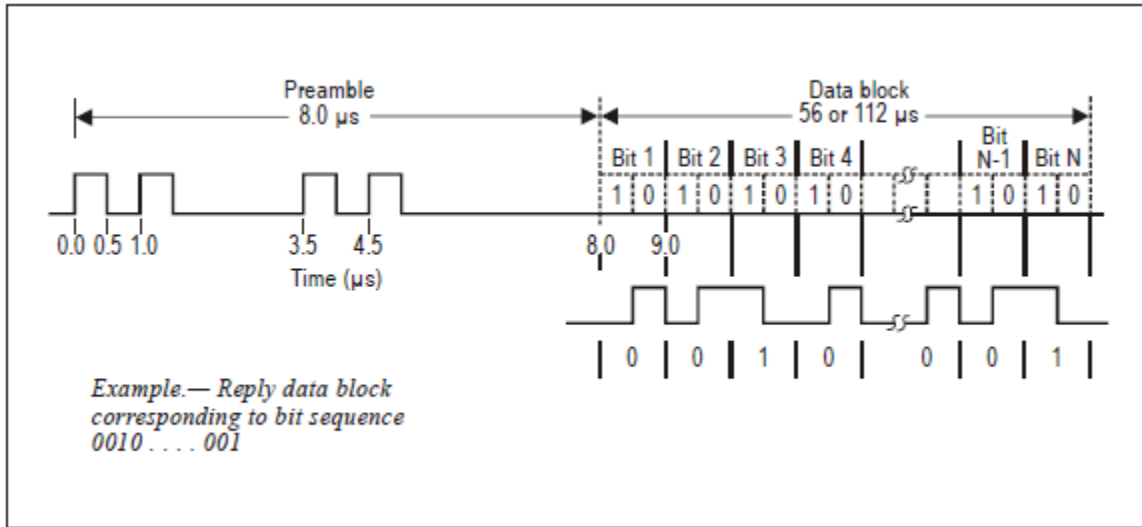 Preamble
8.0 µs
Data block
56 or 112 µs
Bit 1 Bit 2 Bit 3 Bit 4 Bit N-1 Bit N
1 0 1 0 1 0 1 0 1 0 1 0
0.0 0.5 1.0 3.5 4.5 8.0 9.0
Time (µs)
0 0 1 0 0 0 1
Example.— Reply data block
corresponding to bit sequence
0010 . . . . 001